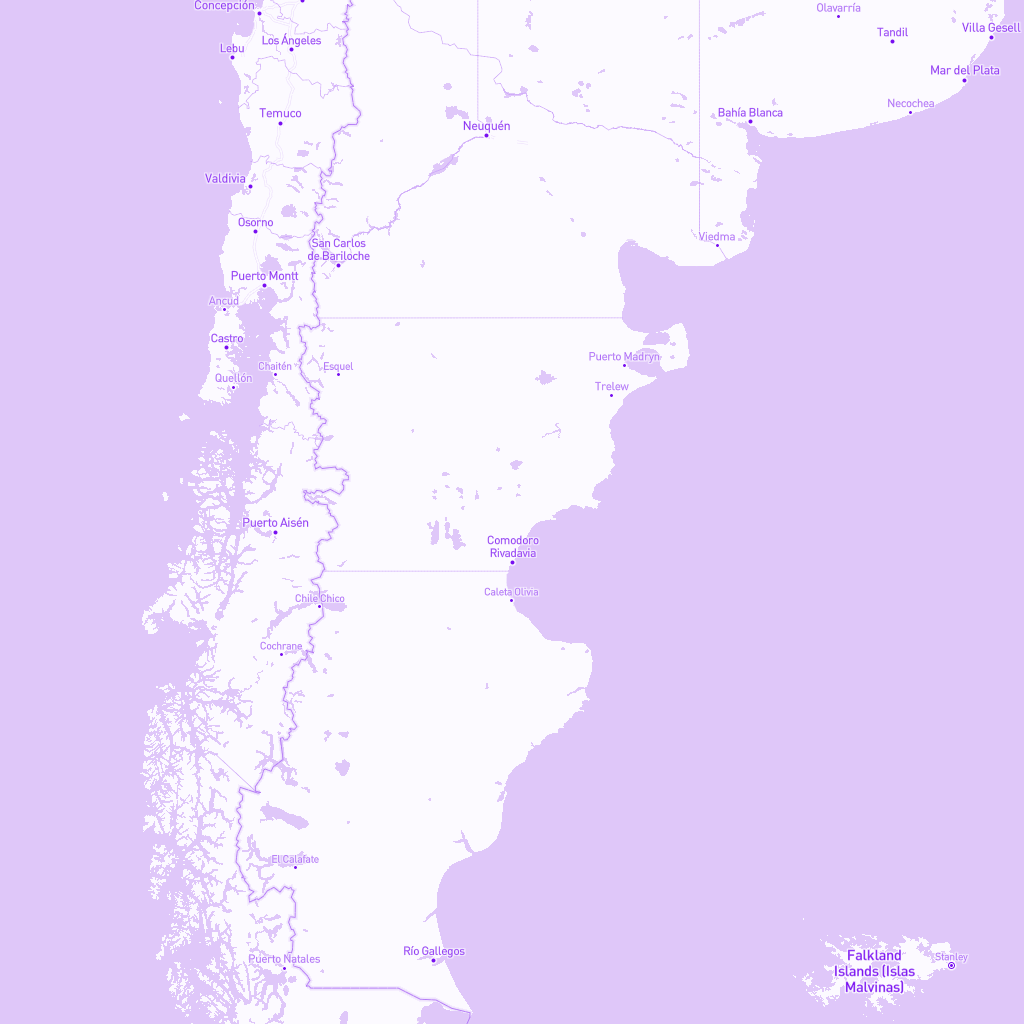 Concepción
Olavarría
Villa Gesell
Tandil
Los Ángeles
Lebu
Mar del Plata
Necochea
Temuco
Bahía Blanca
Neuquén
Valdivia
Osorno
Viedma
San Carlos
de Bariloche
Puerto Montt
Ancud
Castro
Puerto Madryn
Chaitén
Esquel
Quellón
Trelew
Puerto Aisén
Comodoro
Rivadavia
Caleta Olivia
Chile Chico
Cochrane
El Calafate
Río Gallegos
Puerto Natales
Falkland
Islands (Islas
Malvinas)
Stanley